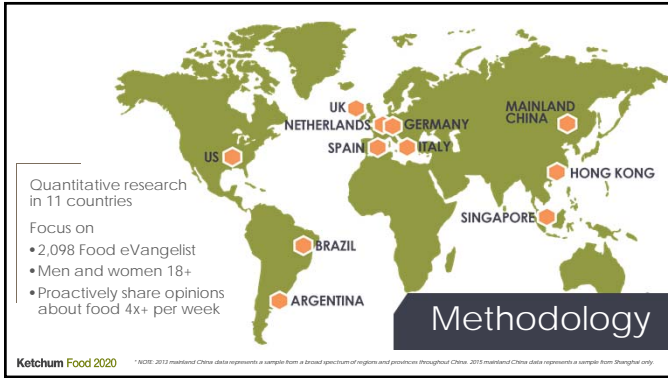 UK
NETHERLANDS
GERMANY
MAINLAND
CHINA
SPAIN
ITALY
US
HONG KONG
SINGAPORE
BRAZIL
ARGENTINA
Quantitative research
in 11 countries
Focus on
• 2,098 Food eVangelist
• Men and women 18+
• Proactively share opinions
about food 4x+ per week
Methodology
Ketchum Food 2020
* NOTE: 2013 mainland China data represents a sample from a broad spectrum of regions and provinces throughout China. 2015 mainland China data represents a sample from Shanghai only.